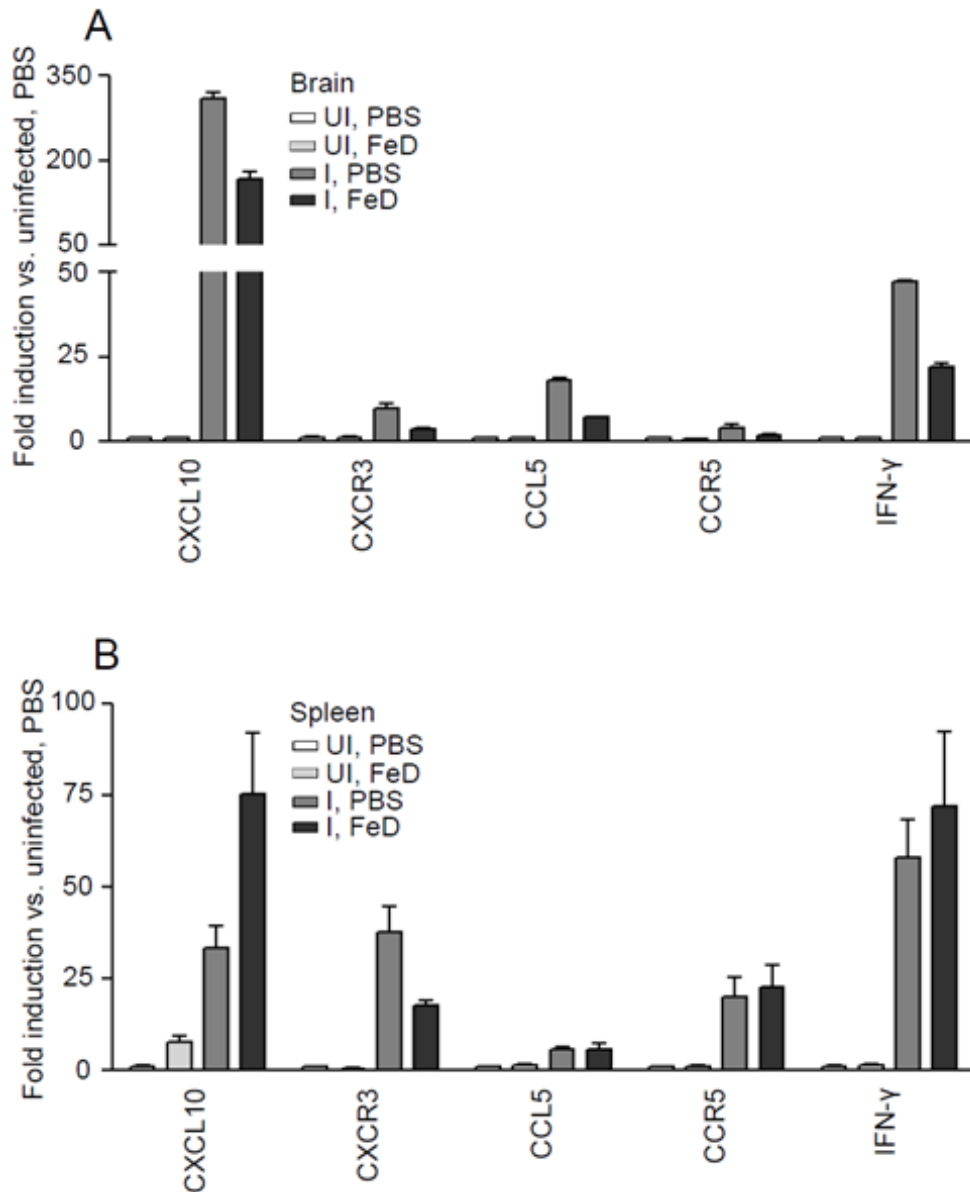 A
Fold induction vs. uninfected, PBS
350
200
50
50
25
0
Brain
UI, PBS
UI, FeD
I, PBS
I, FeD
CXCL10
CXCR3
CCL5
CCR5
IFN-γ
B
Fold induction vs. uninfected, PBS
100
75
50
25
0
Spleen
UI, PBS
UI, FeD
I, PBS
I, FeD
CXCL10
CXCR3
CCL5
CCR5
IFN-γ